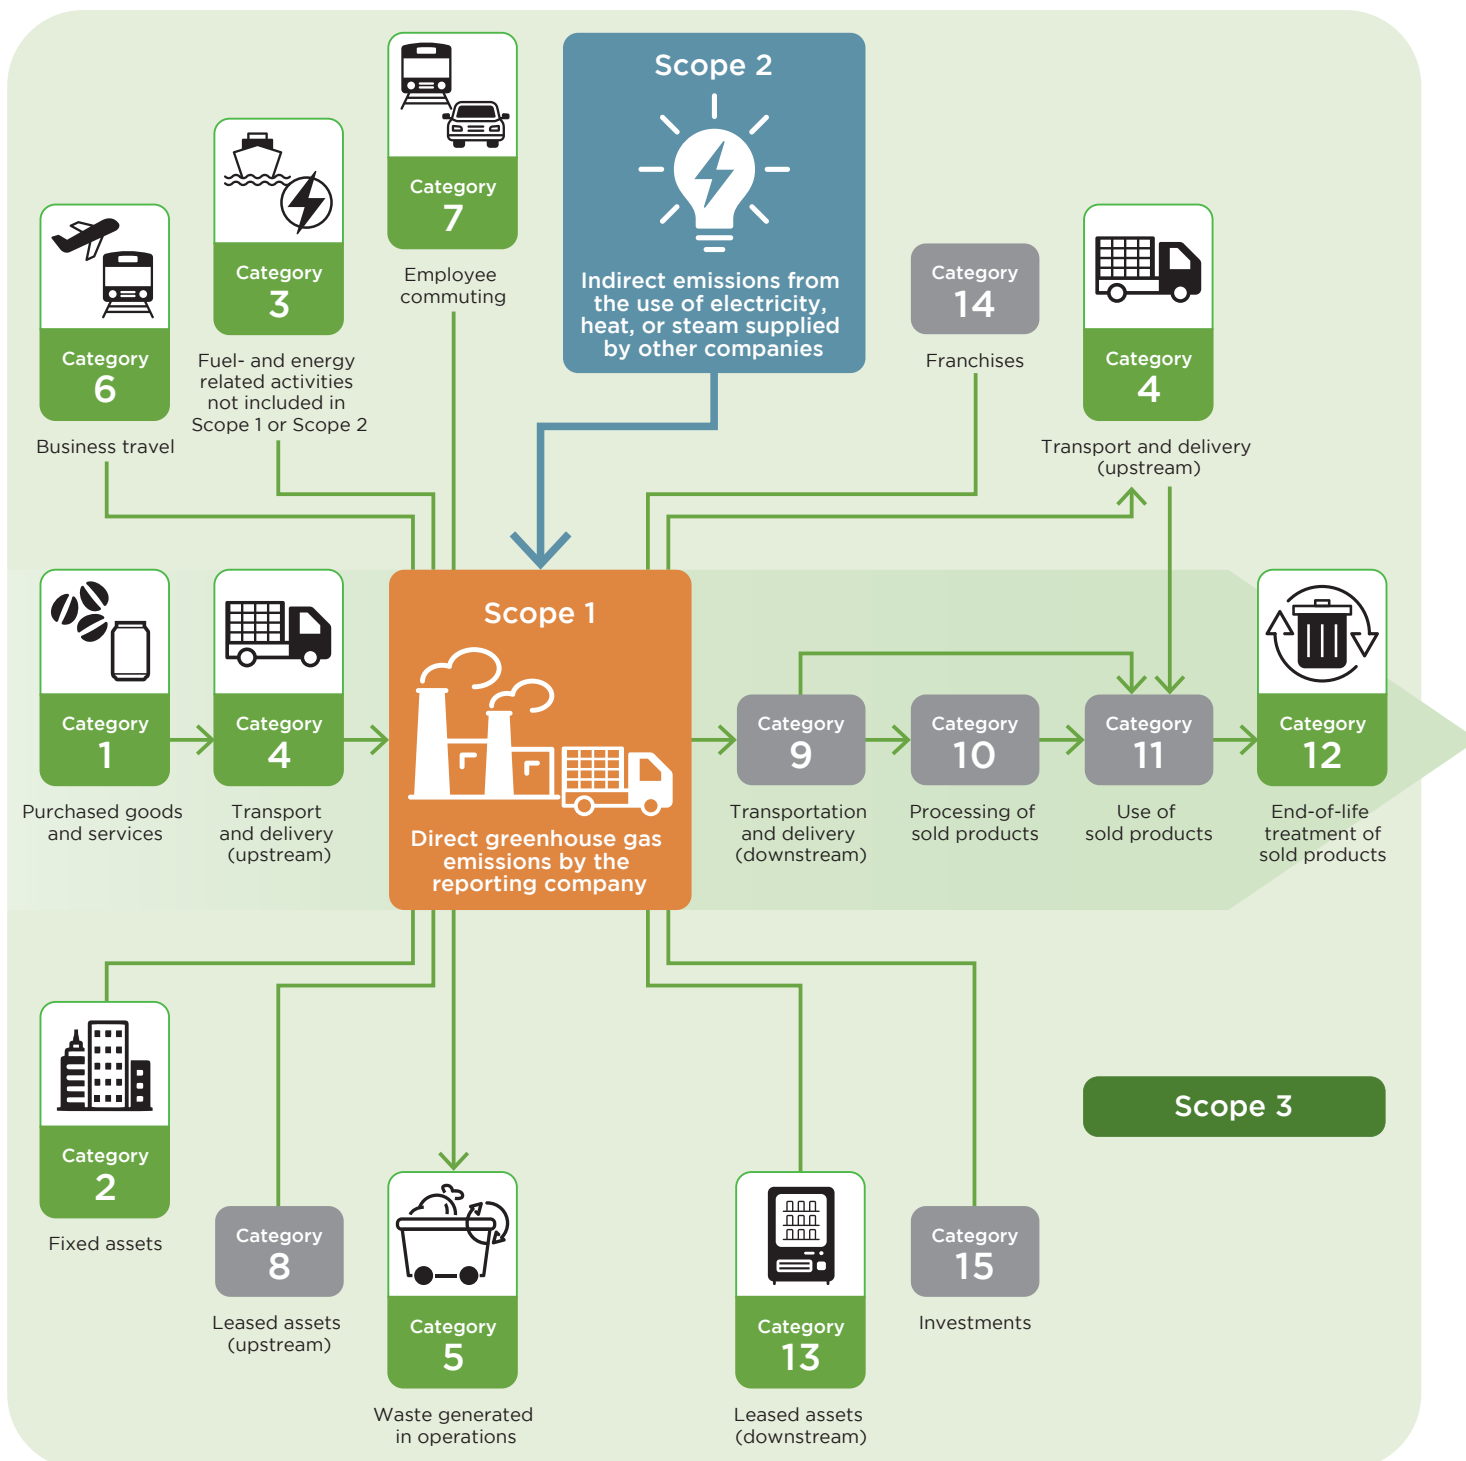 Category
7
Employee
commuting
Scope 2
Indirect emissions from
the use of electricity,
heat, or steam supplied
by other companies
Category
3
Fuel- and energy
related activities
not included in
Scope 1 or Scope 2
Category
6
Business travel
Category
14
Franchises
Category
4
Transport and delivery
(upstream)
Category
1
Purchased goods
and services
Category
4
Transport
and delivery
(upstream)
Scope 1
Direct greenhouse gas
emissions by the
reporting company
Category
9
Transportation
and delivery
(downstream)
Category
10
Processing of
sold products
Category
11
Use of
sold products
Category
12
End-of-life
treatment of
sold products
Category
2
Fixed assets
Category
8
Leased assets
(upstream)
Category
5
Waste generated
in operations
Category
13
Leased assets
(downstream)
Category
15
Investments
Scope 3